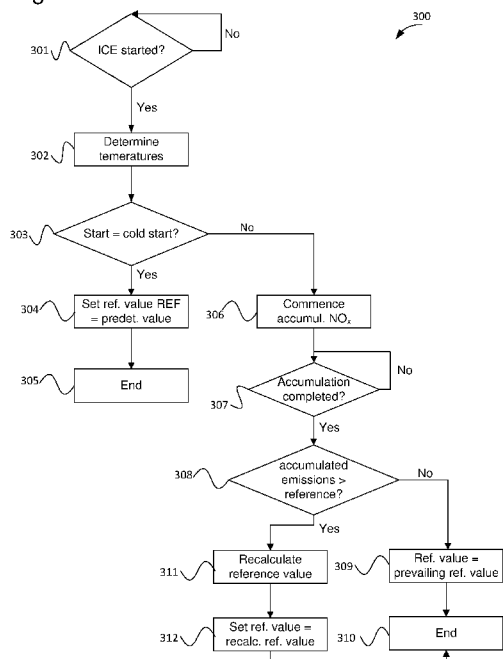 300
No
301
ICE started?
Yes
302
Determine
temeratures
303
Start = cold start?
No
Yes
304
Set ref. value REF
= predet. value
306
Commence
accumul. NOₓ
305
End
No
307
Accumulation
completed?
Yes
308
accumulated
emissions >
reference?
No
Yes
311
Recalculate
reference value
309
Ref. value =
prevailing ref. value
312
Set ref. value =
recalc. ref. value
310
End